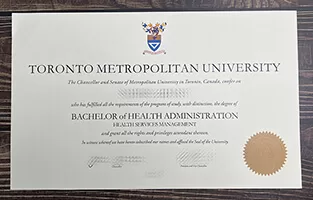 TORONTO METROPOLITAN UNIVERSITY
The Chancellor and Senate of Metropolitan University in Toronto, Canada, confer on
who has fulfilled all the requirements of the program of study, with distinction, the degree of
BACHELOR of HEALTH ADMINISTRATION
HEALTH SERVICES MANAGEMENT
and grant all the rights and privileges attendant thereon.
In witness whereof we have hereto subscribed our names and affixed the Seal of the University.